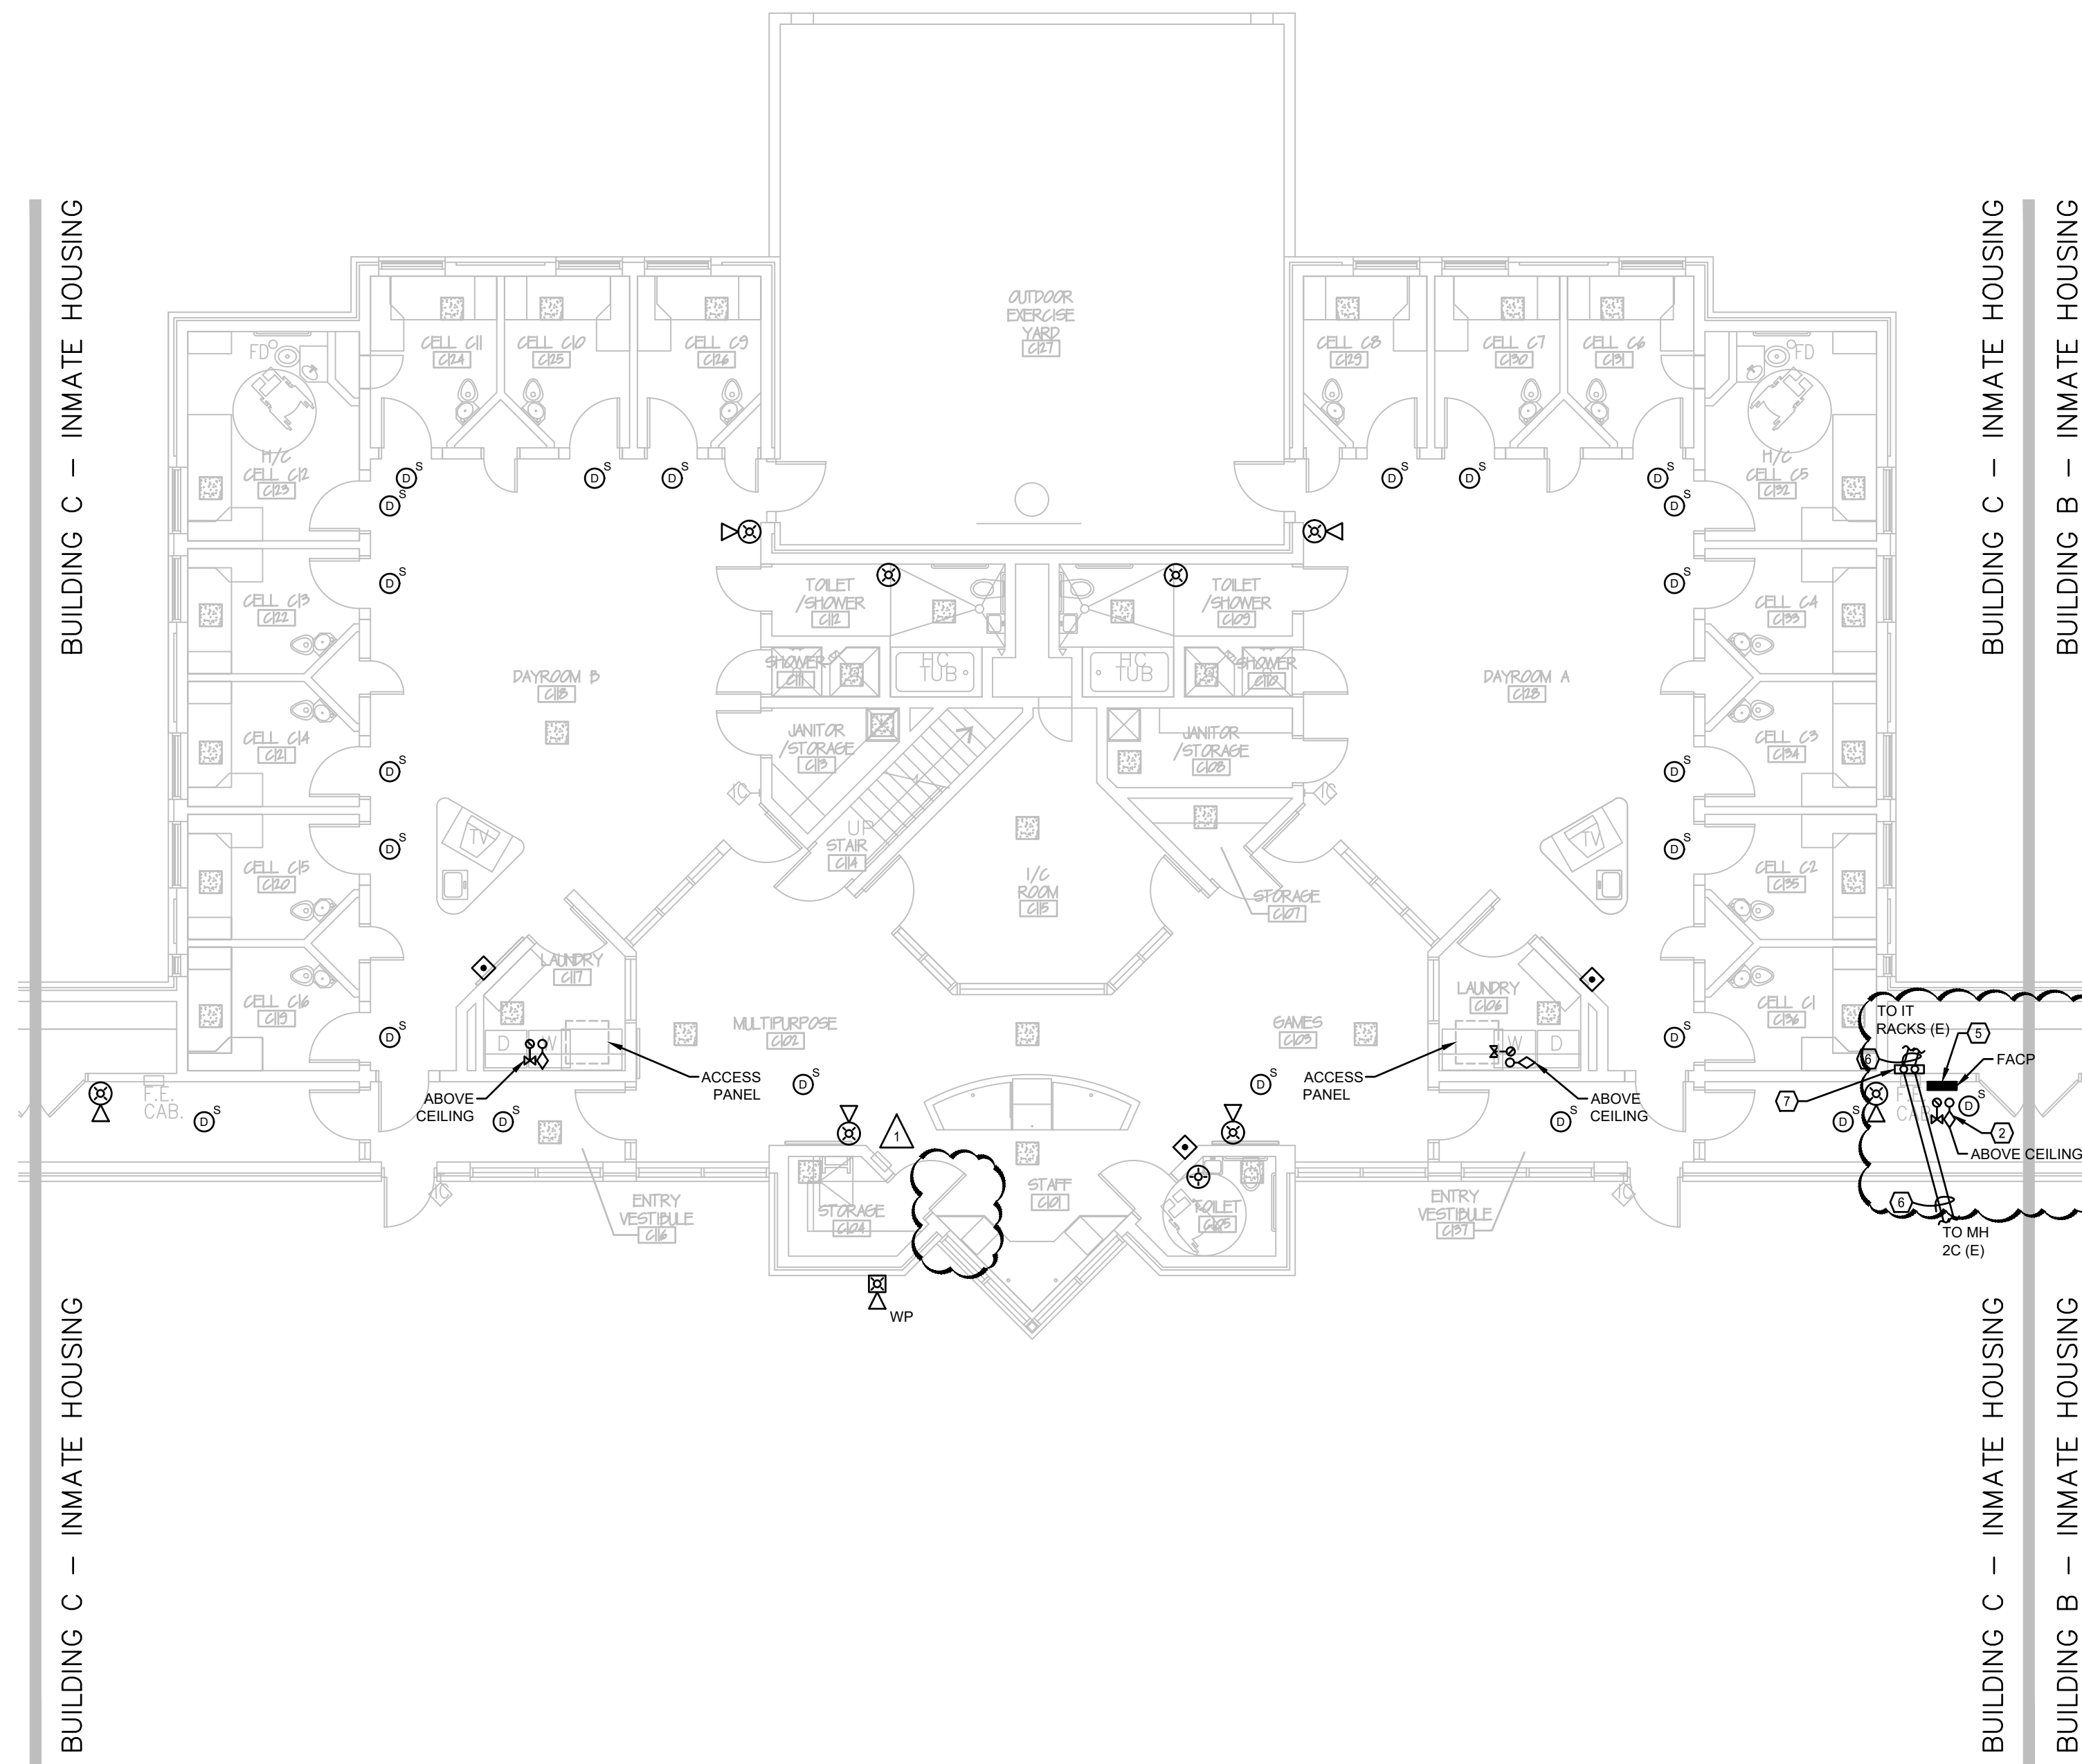 BUILDING C – INMATE HOUSING
BUILDING C – INMATE HOUSING
BUILDING B – INMATE HOUSING
OUTDOOR
EXERCISE
YARD
C127
CELL C11
C124
CELL C10
C125
CELL C9
C126
CELL C8
C129
CELL C7
C130
CELL C6
C131
FD
H/C
CELL C12
C123
FD
H/C
CELL C5
C132
D S
D S
D S
D S
D S
D S
D S
D S
CELL C13
C122
D S
TOILET
/SHOWER
C112
TOILET
/SHOWER
C109
D S
CELL C4
C133
SHOWER
C111
HC
TUB
HC
TUB
SHOWER
C110
DAYROOM B
C118
DAYROOM A
C128
CELL C14
C121
D S
JANITOR
/STORAGE
C113
JANITOR
/STORAGE
C108
D S
CELL C3
C134
IC
IC
TV
UP
STAIR
C114
TV
CELL C15
C120
D S
I/C
ROOM
C115
STORAGE
C107
D S
CELL C2
C135
LAUNDRY
C117
LAUNDRY
C106
CELL C16
C119
D S
D W
MULTIPURPOSE
C102
GAMES
C103
W D
D S
CELL C1
C136
TO IT
RACKS (E)
5
6
FACP
7
F.E.
CAB.
D S
ABOVE
CEILING
D S
ACCESS
PANEL
D S
D S
ACCESS
PANEL
ABOVE
CEILING
D S
D S
F.E.
CAB.
D S
2
ABOVE CEILING
1
STORAGE
C104
STAFF
C101
TOILET
C105
IC
ENTRY
VESTIBULE
C116
ENTRY
VESTIBULE
C137
IC
6
TO MH
2C (E)
WP
BUILDING C – INMATE HOUSING
BUILDING C – INMATE HOUSING
BUILDING B – INMATE HOUSING